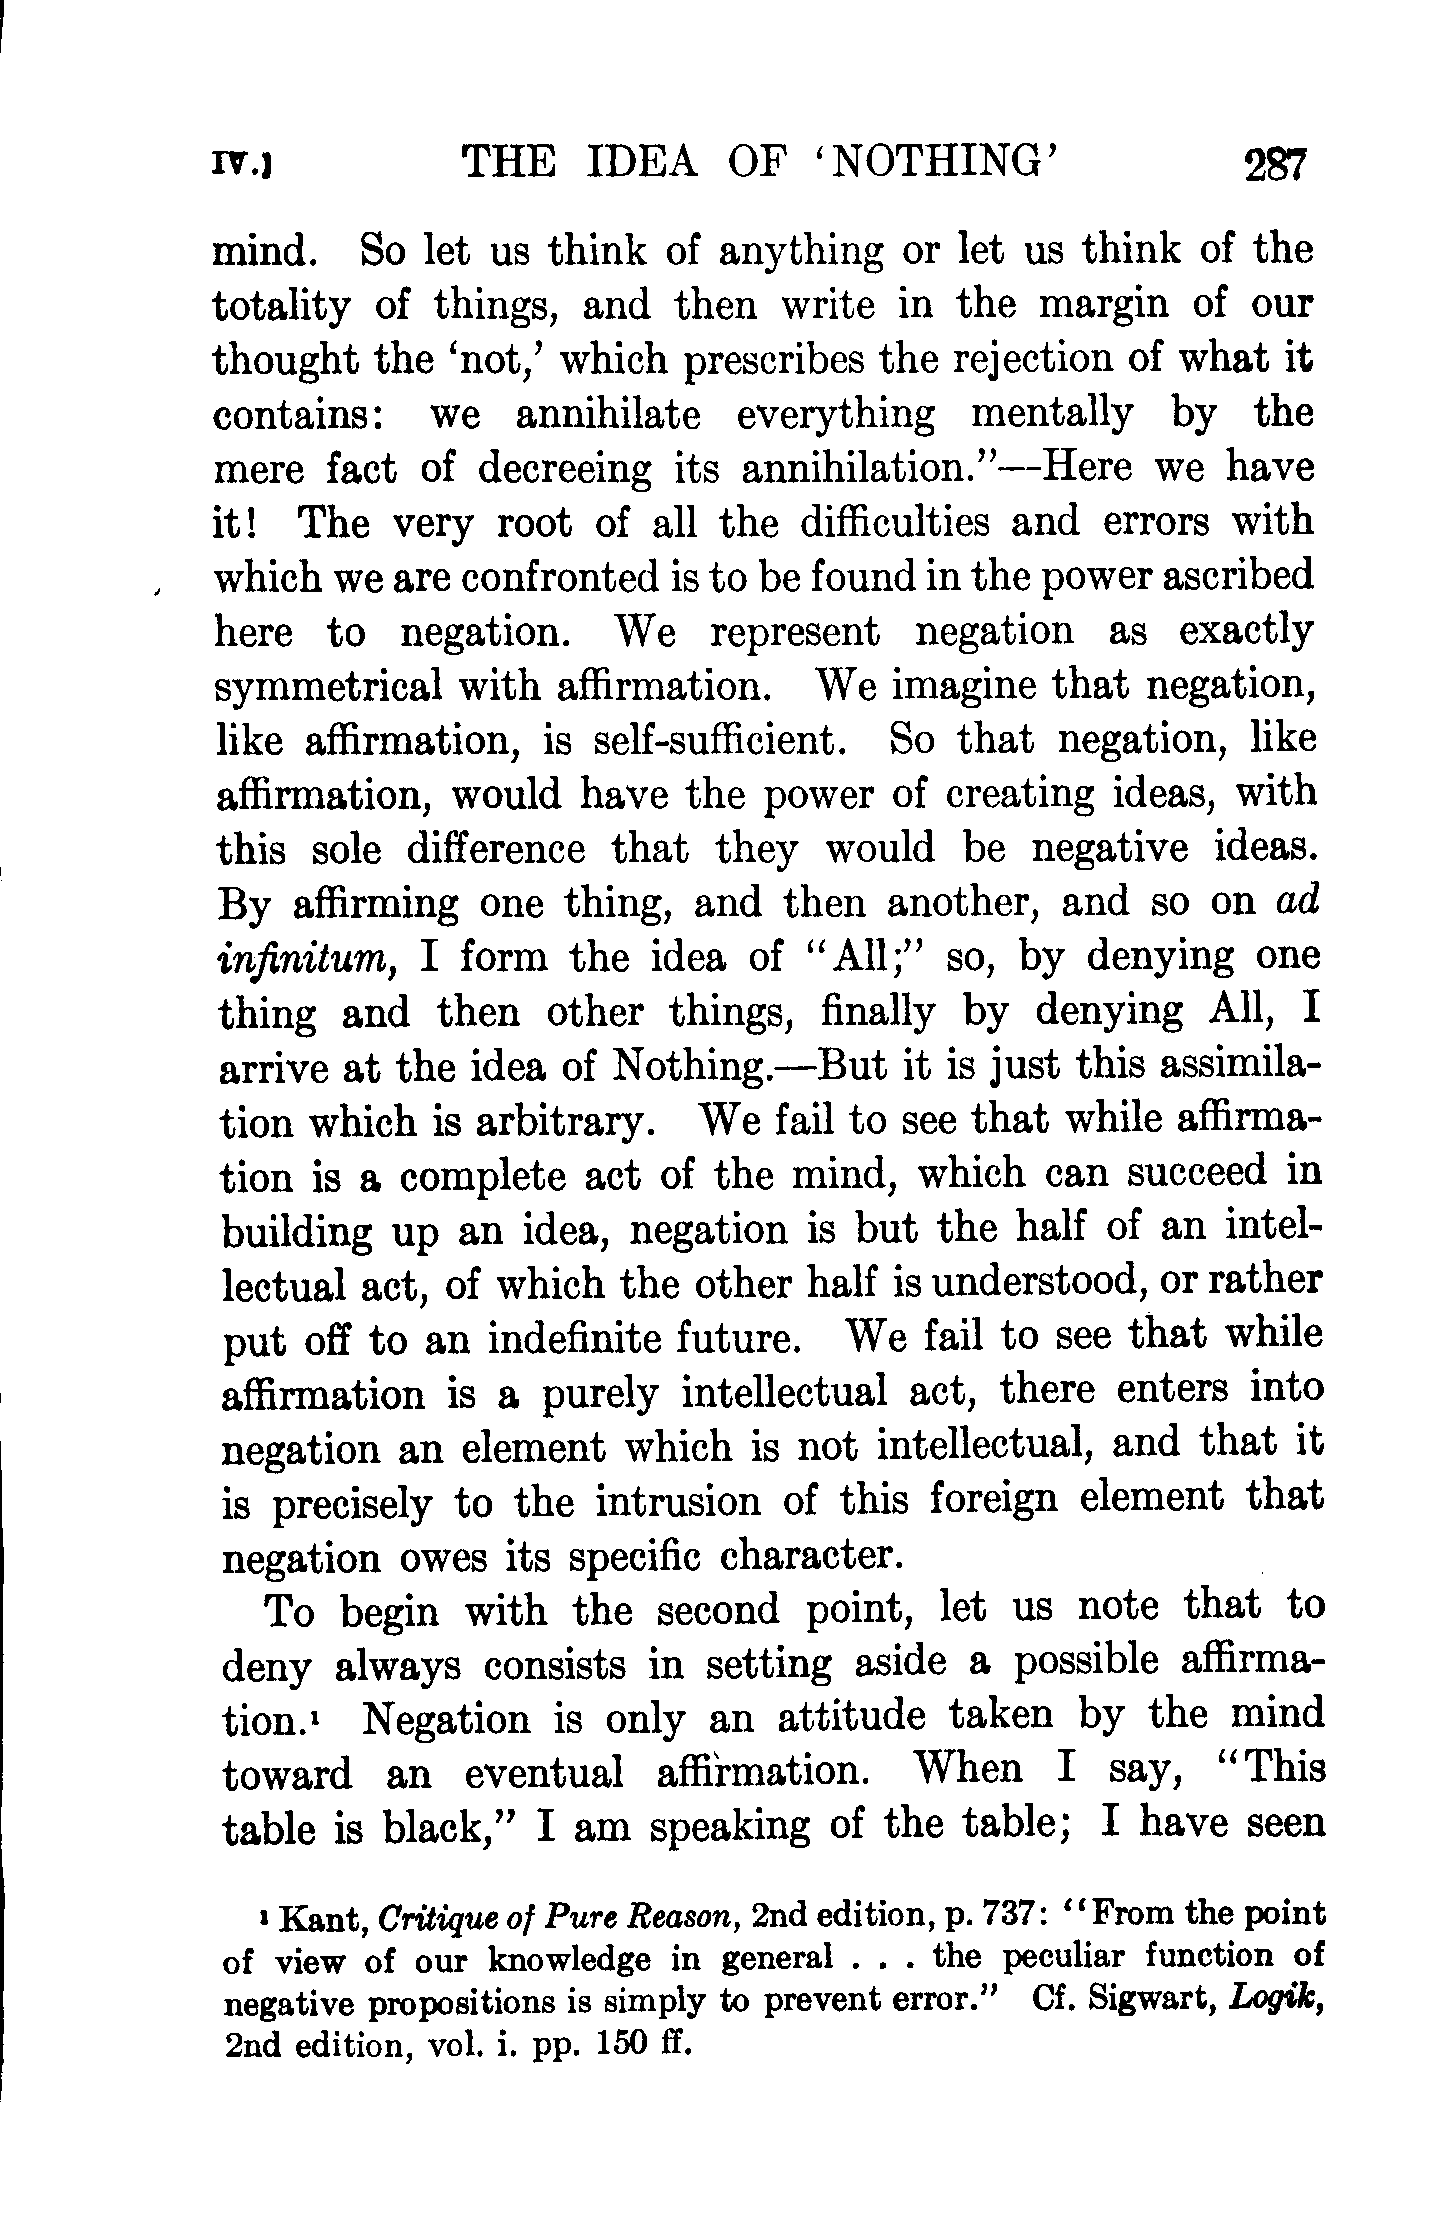 IV.] THE IDEA OF ‘NOTHING’ 287
mind. So let us think of anything or let us think of the
totality of things, and then write in the margin of our
thought the ‘not,’ which prescribes the rejection of what it
contains: we annihilate everything mentally by the
mere fact of decreeing its annihilation.”—Here we have
it! The very root of all the difficulties and errors with
which we are confronted is to be found in the power ascribed
here to negation. We represent negation as exactly
symmetrical with affirmation. We imagine that negation,
like affirmation, is self-sufficient. So that negation, like
affirmation, would have the power of creating ideas, with
this sole difference that they would be negative ideas.
By affirming one thing, and then another, and so on ad
infinitum, I form the idea of “All;” so, by denying one
thing and then other things, finally by denying All, I
arrive at the idea of Nothing.—But it is just this assimila-
tion which is arbitrary. We fail to see that while affirma-
tion is a complete act of the mind, which can succeed in
building up an idea, negation is but the half of an intel-
lectual act, of which the other half is understood, or rather
put off to an indefinite future. We fail to see that while
affirmation is a purely intellectual act, there enters into
negation an element which is not intellectual, and that it
is precisely to the intrusion of this foreign element that
negation owes its specific character.
To begin with the second point, let us note that to
deny always consists in setting aside a possible affirma-
tion.¹ Negation is only an attitude taken by the mind
toward an eventual affirmation. When I say, “This
table is black,” I am speaking of the table; I have seen
¹ Kant, Critique of Pure Reason, 2nd edition, p. 737: “From the point
of view of our knowledge in general . . . the peculiar function of
negative propositions is simply to prevent error.” Cf. Sigwart, Logik,
2nd edition, vol. i. pp. 150 ff.